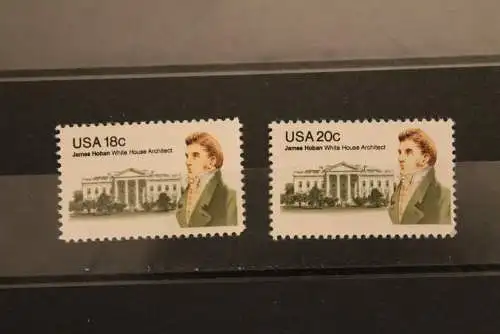 USA 18c
James Hoban White House Architect
USA 20c
James Hoban White House Architect